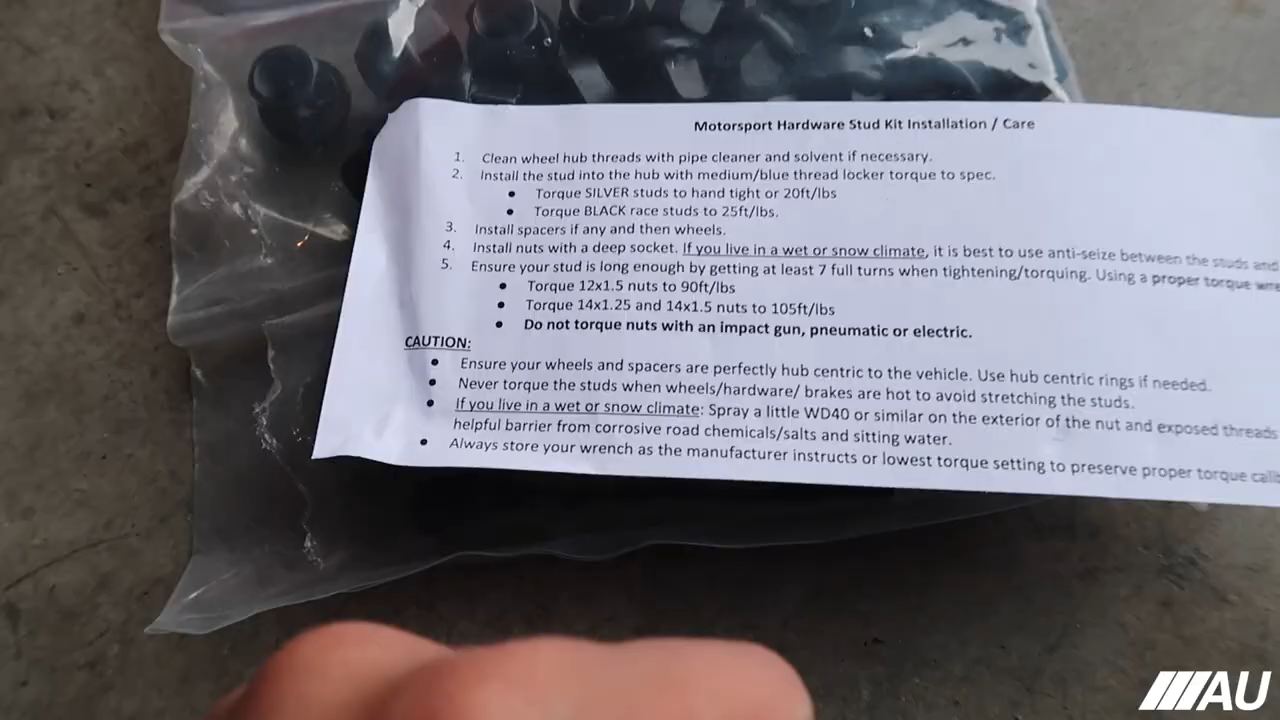 Motorsport Hardware Stud Kit Installation / Care
1. Clean wheel hub threads with pipe cleaner and solvent if necessary.
2. Install the stud into the hub with medium/blue thread locker torque to spec.
• Torque SILVER studs to hand tight or 20ft/lbs
• Torque BLACK race studs to 25ft/lbs.
3. Install spacers if any and then wheels.
4. Install nuts with a deep socket. If you live in a wet or snow climate, it is best to use anti-seize between the studs and
5. Ensure your stud is long enough by getting at least 7 full turns when tightening/torquing. Using a proper torque
• Torque 12x1.5 nuts to 90ft/lbs
• Torque 14x1.25 and 14x1.5 nuts to 105ft/lbs
• Do not torque nuts with an impact gun, pneumatic or electric.
CAUTION:
• Ensure your wheels and spacers are perfectly hub centric to the vehicle. Use hub centric rings if needed.
• Never torque the studs when wheels/hardware/ brakes are hot to avoid stretching the studs.
• If you live in a wet or snow climate: Spray a little WD40 or similar on the exterior of the nut and exposed threads
helpful barrier from corrosive road chemicals/salts and sitting water.
• Always store your wrench as the manufacturer instructs or lowest torque setting to preserve proper torque
AU